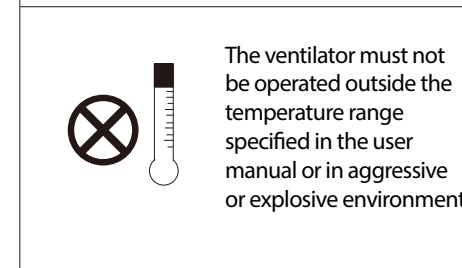 The ventilator must not
be operated outside the
temperature range
specified in the user
manual or in aggressive
or explosive environment